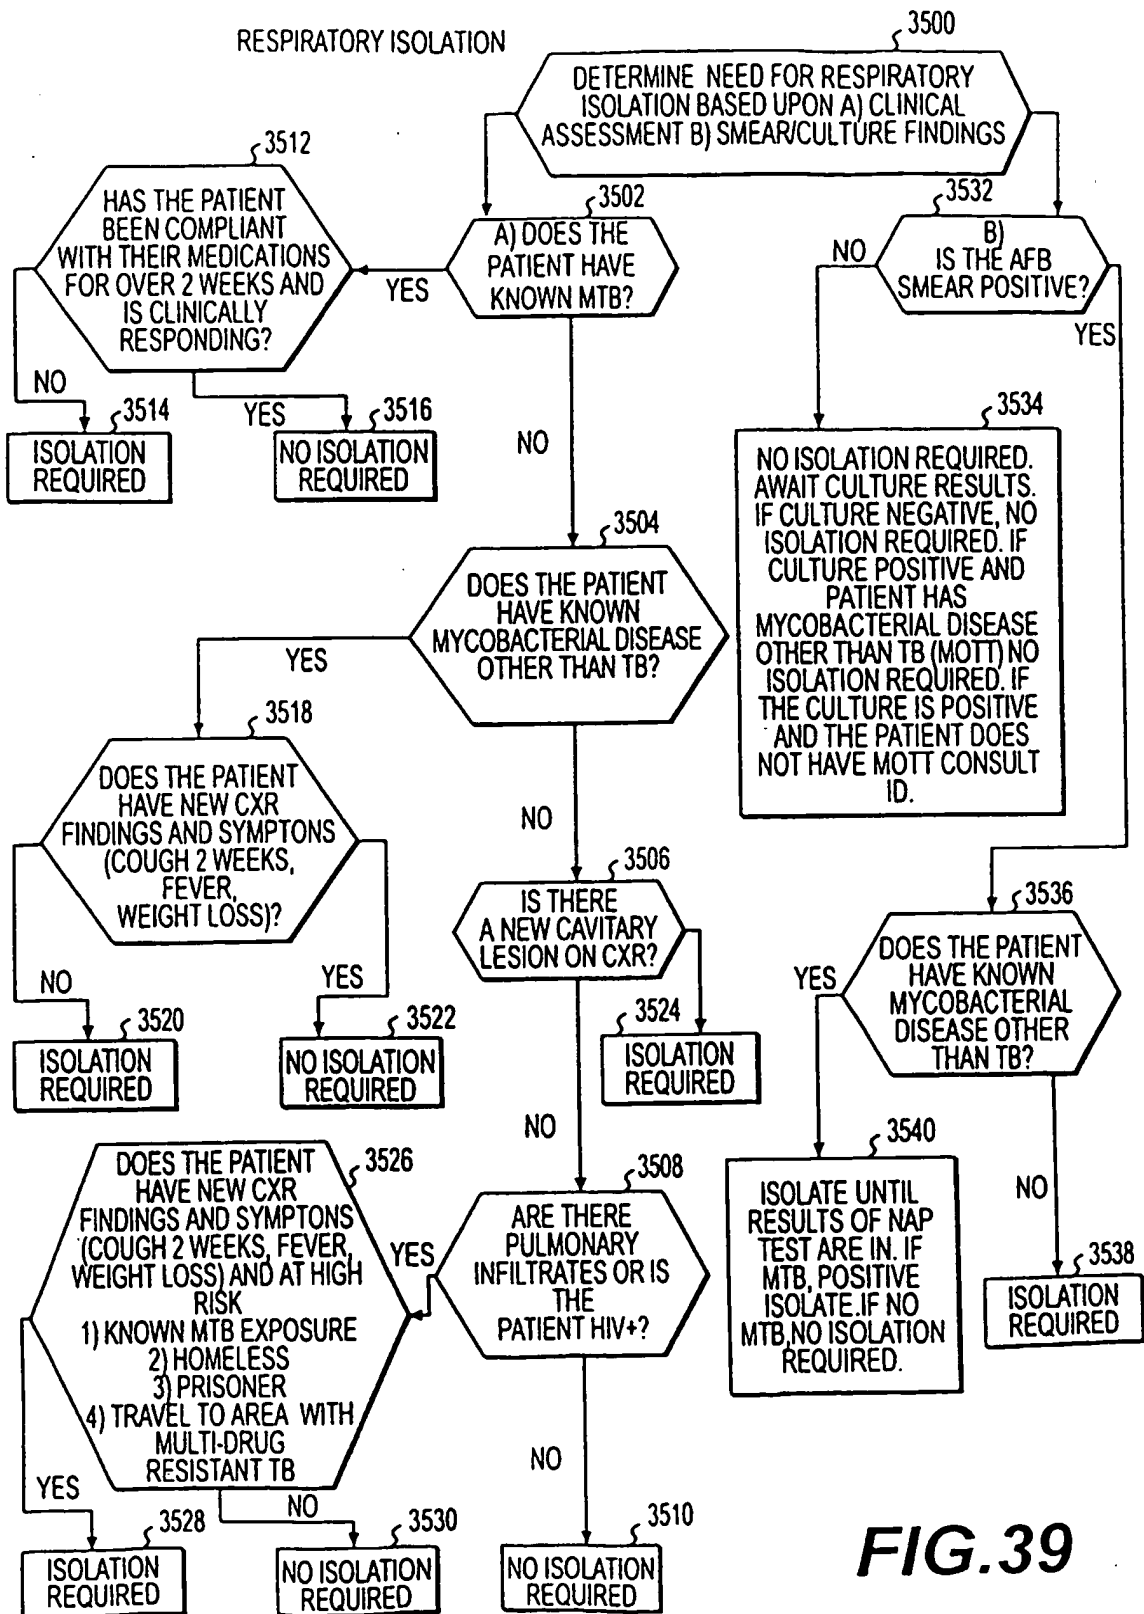 RESPIRATORY ISOLATION
3500
DETERMINE NEED FOR RESPIRATORY
ISOLATION BASED UPON A) CLINICAL
ASSESSMENT B) SMEAR/CULTURE FINDINGS
3512
HAS THE PATIENT
BEEN COMPLIANT
WITH THEIR MEDICATIONS
FOR OVER 2 WEEKS AND
IS CLINICALLY
RESPONDING?
3502
A) DOES THE
PATIENT HAVE
KNOWN MTB?
YES
3532
B)
IS THE AFB
SMEAR POSITIVE?
NO
YES
NO
3514
ISOLATION
REQUIRED
YES
3516
NO ISOLATION
REQUIRED
NO
3534
NO ISOLATION REQUIRED.
AWAIT CULTURE RESULTS.
IF CULTURE NEGATIVE, NO
ISOLATION REQUIRED. IF
CULTURE POSITIVE AND
PATIENT HAS
MYCOBACTERIAL DISEASE
OTHER THAN TB (MOTT) NO
ISOLATION REQUIRED. IF
THE CULTURE IS POSITIVE
AND THE PATIENT DOES
NOT HAVE MOTT CONSULT
ID.
3504
DOES THE PATIENT
HAVE KNOWN
MYCOBACTERIAL DISEASE
OTHER THAN TB?
YES
3518
DOES THE PATIENT
HAVE NEW CXR
FINDINGS AND SYMPTONS
(COUGH 2 WEEKS,
FEVER,
WEIGHT LOSS)?
NO
3506
IS THERE
A NEW CAVITARY
LESION ON CXR?
3536
DOES THE PATIENT
HAVE KNOWN
MYCOBACTERIAL
DISEASE OTHER
THAN TB?
YES
NO
3520
ISOLATION
REQUIRED
YES
3522
NO ISOLATION
REQUIRED
3524
ISOLATION
REQUIRED
NO
3526
DOES THE PATIENT
HAVE NEW CXR
FINDINGS AND SYMPTONS
(COUGH 2 WEEKS, FEVER,
WEIGHT LOSS) AND AT HIGH
RISK
1) KNOWN MTB EXPOSURE
2) HOMELESS
3) PRISONER
4) TRAVEL TO AREA WITH
MULTI-DRUG
RESISTANT TB
YES
3508
ARE THERE
PULMONARY
INFILTRATES OR IS
THE
PATIENT HIV+?
3540
ISOLATE UNTIL
RESULTS OF NAP
TEST ARE IN. IF
MTB, POSITIVE
ISOLATE.IF NO
MTB,NO ISOLATION
REQUIRED.
NO
3538
ISOLATION
REQUIRED
YES
3528
ISOLATION
REQUIRED
NO
3530
NO ISOLATION
REQUIRED
NO
3510
NO ISOLATION
REQUIRED
FIG.39